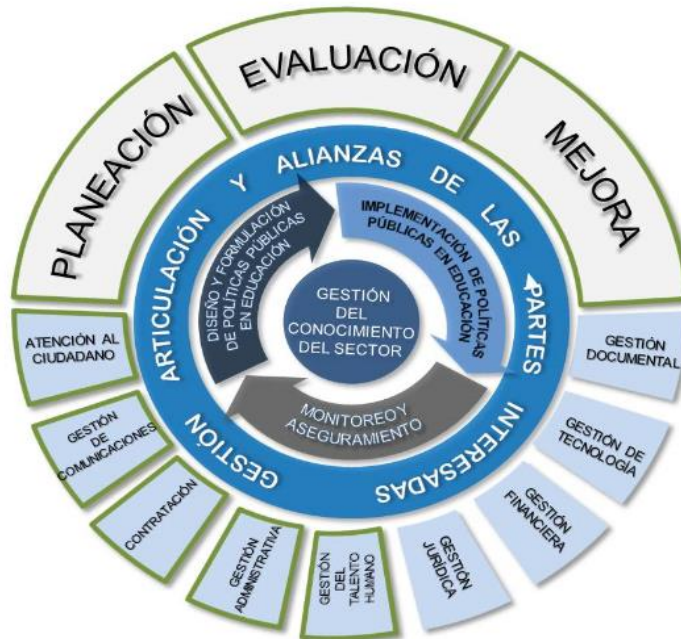 PLANEACIÓN
EVALUACIÓN
MEJORA
GESTIÓN ARTICULACIÓN Y ALIANZAS DE LAS PARTES INTERESADAS
DISEÑO Y FORMULACIÓN
DE POLÍTICAS PÚBLICAS
EN EDUCACIÓN
IMPLEMENTACIÓN DE POLÍTICAS
PÚBLICAS EN EDUCACIÓN
MONITOREO Y
ASEGURAMIENTO
GESTIÓN
DEL
CONOCIMIENTO
DEL SECTOR
ATENCIÓN AL
CIUDADANO
GESTIÓN
DE
COMUNICACIONES
CONTRATACIÓN
GESTIÓN
ADMINISTRATIVA
GESTIÓN
DEL
TALENTO
HUMANO
GESTIÓN
JURÍDICA
GESTIÓN
FINANCIERA
GESTIÓN DE
TECNOLOGÍA
GESTIÓN
DOCUMENTAL